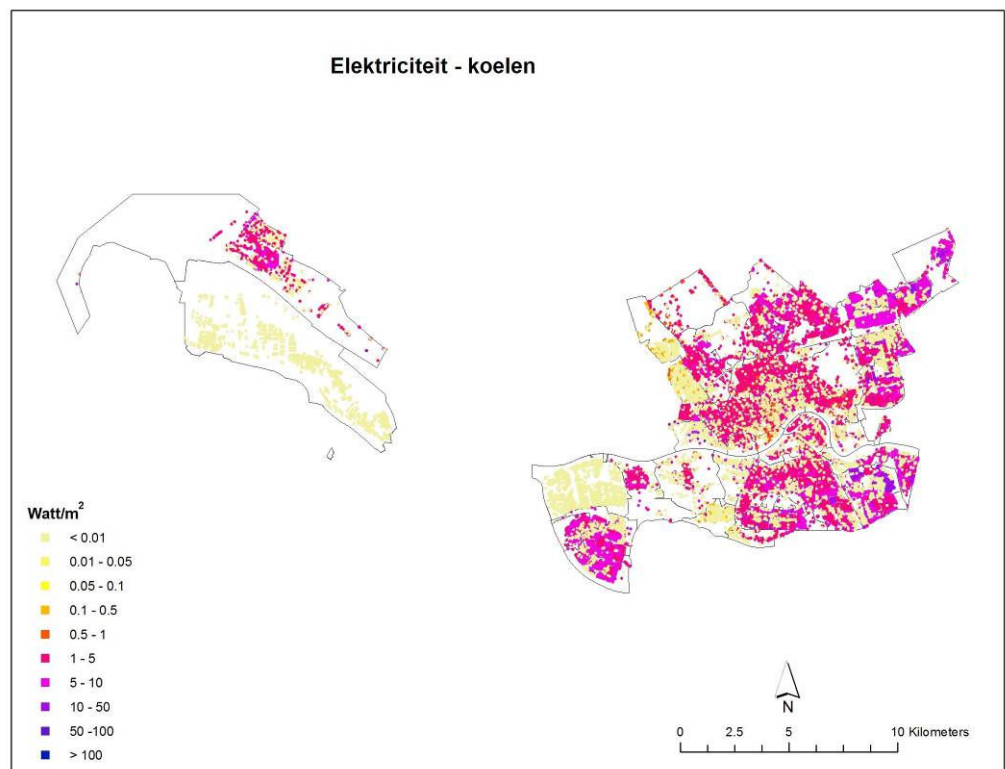 Elektriciteit - koelen
Watt/m²
< 0.01
0.01 - 0.05
0.05 - 0.1
0.1 - 0.5
0.5 - 1
1 - 5
5 - 10
10 - 50
50 -100
> 100
N
0 2.5 5 10 Kilometers